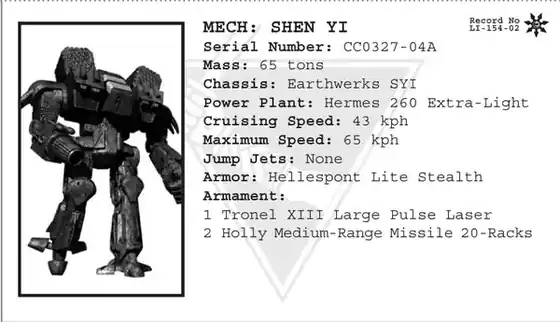 MECH: SHEN YI
Record No
LI-154-02
Serial Number: CC0327-04A
Mass: 65 tons
Chassis: Earthwerks SYI
Power Plant: Hermes 260 Extra-Light
Cruising Speed: 43 kph
Maximum Speed: 65 kph
Jump Jets: None
Armor: Hellespont Lite Stealth
Armament:
1 Tronel XIII Large Pulse Laser
2 Holly Medium-Range Missile 20-Racks